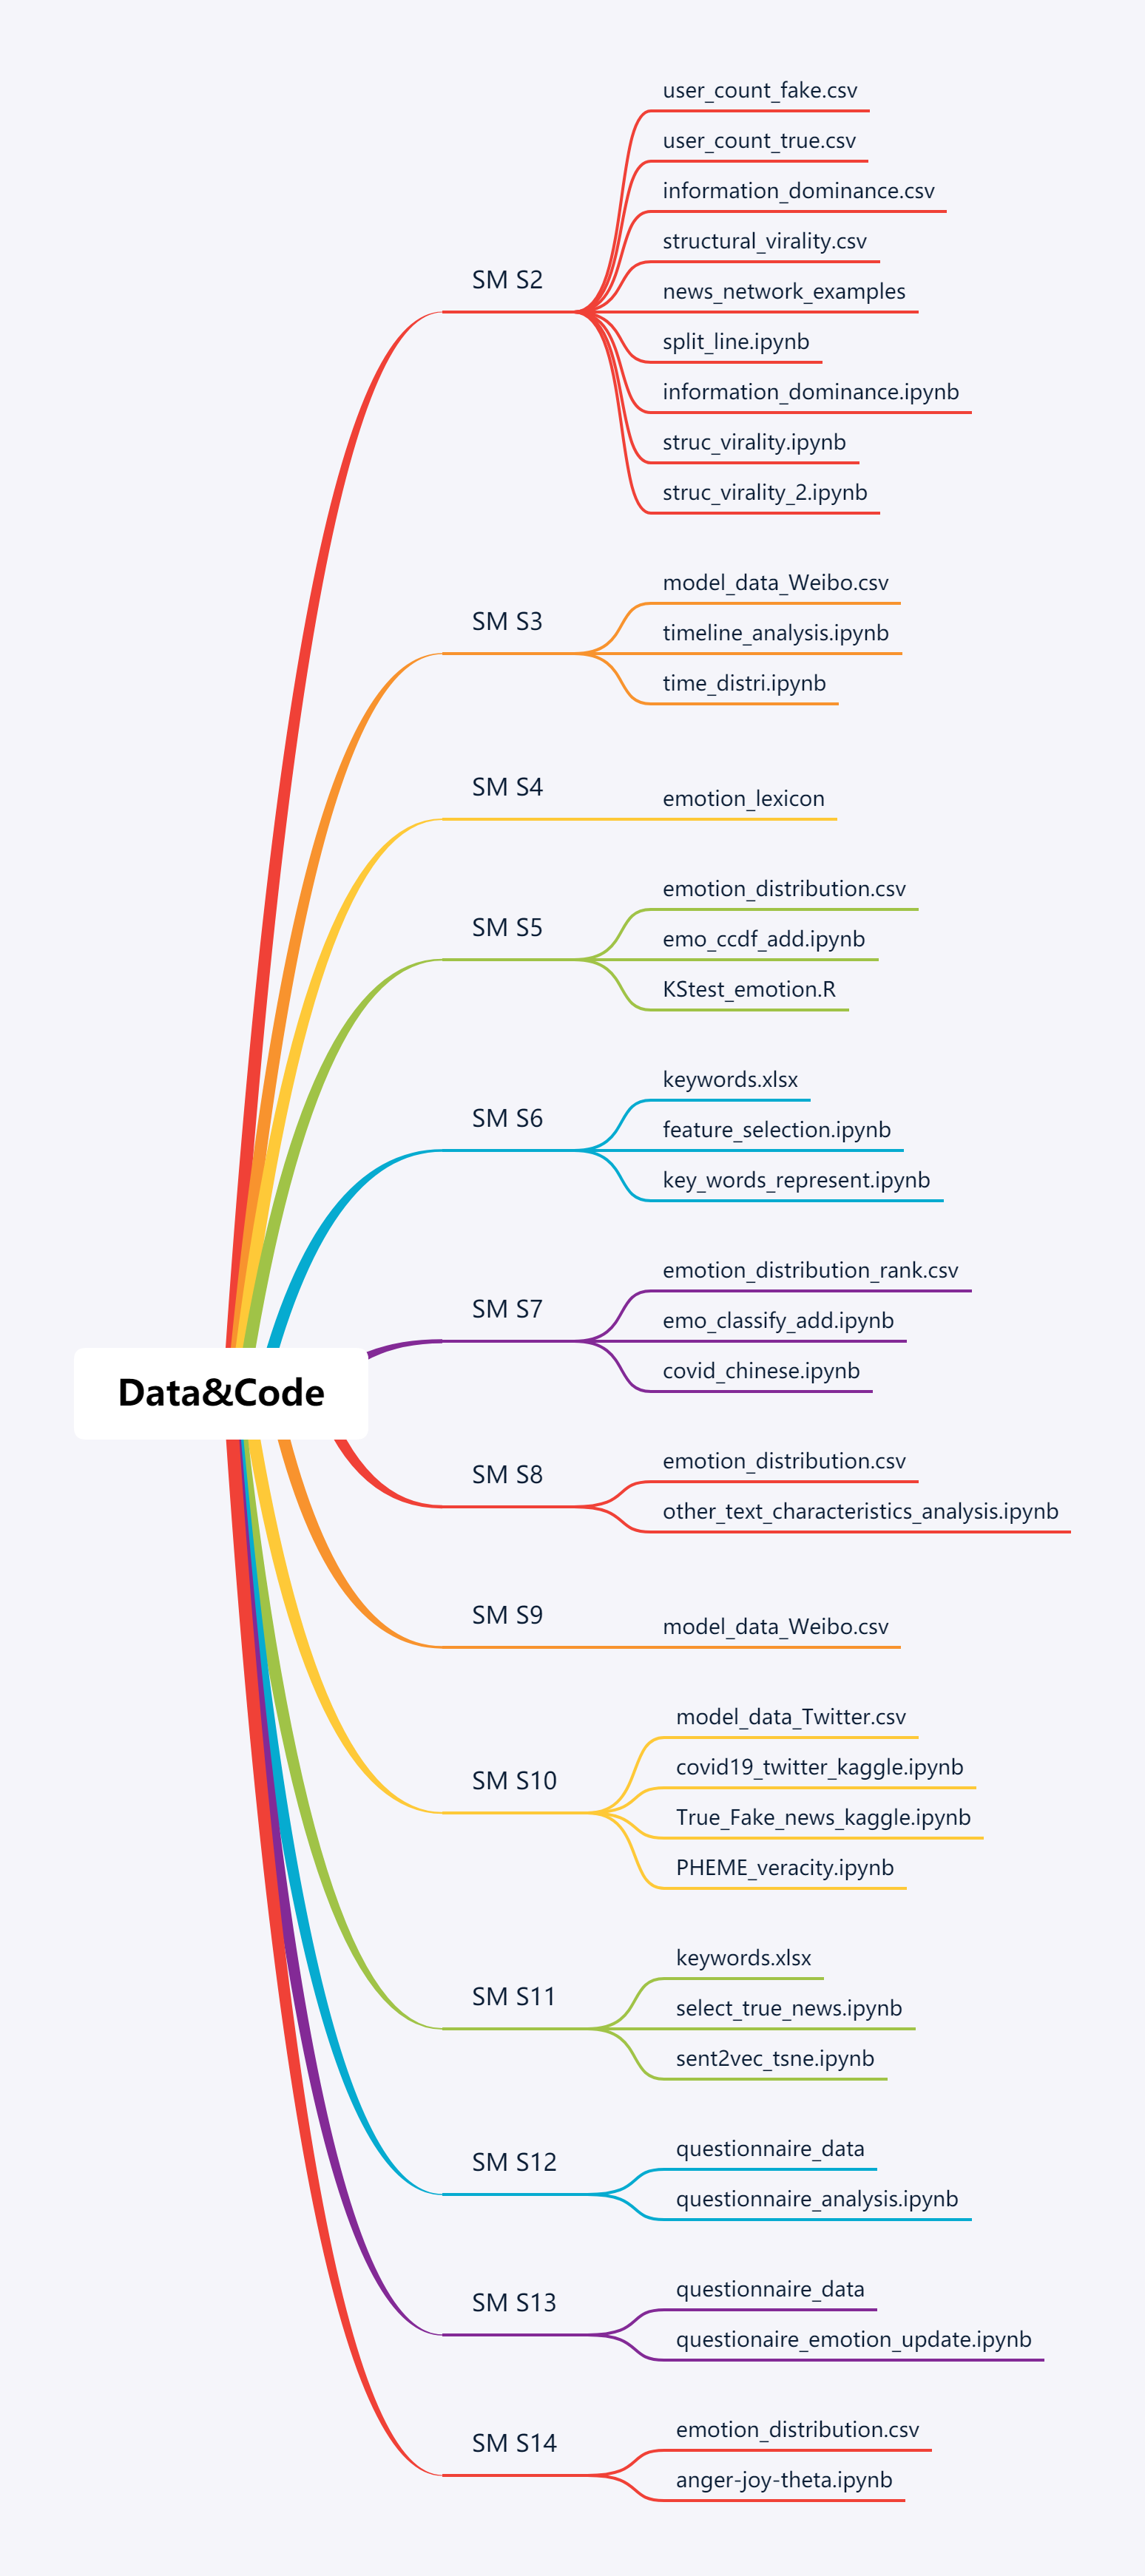 Data&Code
SM S2
user_count_fake.csv
user_count_true.csv
information_dominance.csv
structural_virality.csv
news_network_examples
split_line.ipynb
information_dominance.ipynb
struc_virality.ipynb
struc_virality_2.ipynb
SM S3
model_data_Weibo.csv
timeline_analysis.ipynb
time_distri.ipynb
SM S4
emotion_lexicon
SM S5
emotion_distribution.csv
emo_ccdf_add.ipynb
KStest_emotion.R
SM S6
keywords.xlsx
feature_selection.ipynb
key_words_represent.ipynb
SM S7
emotion_distribution_rank.csv
emo_classify_add.ipynb
covid_chinese.ipynb
SM S8
emotion_distribution.csv
other_text_characteristics_analysis.ipynb
SM S9
model_data_Weibo.csv
SM S10
model_data_Twitter.csv
covid19_twitter_kaggle.ipynb
True_Fake_news_kaggle.ipynb
PHEME_veracity.ipynb
SM S11
keywords.xlsx
select_true_news.ipynb
sent2vec_tsne.ipynb
SM S12
questionnaire_data
questionnaire_analysis.ipynb
SM S13
questionnaire_data
questionaire_emotion_update.ipynb
SM S14
emotion_distribution.csv
anger-joy-theta.ipynb